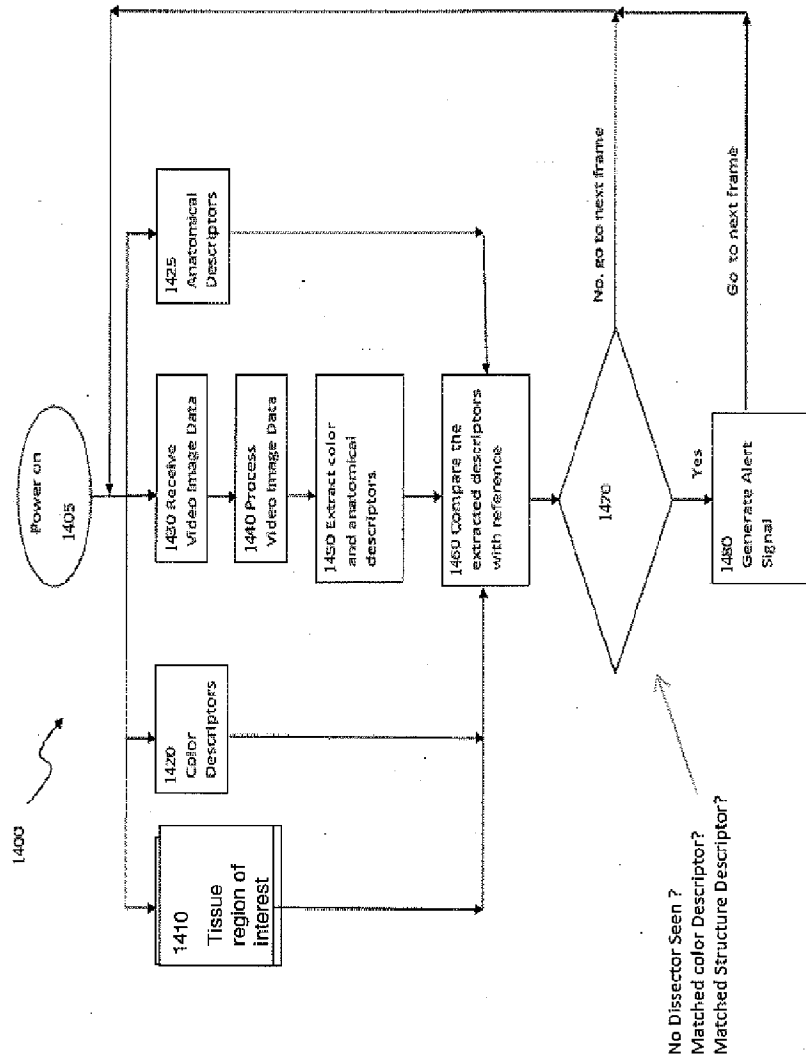 1400
Power on
1405
1410
Tissue
region of
interest
1420
Color
Descriptors
1430 Receive
Video Image Data
1425
Anatomical
Descriptors
1440 Process
Video Image Data
1450 Extract color
and anatomical
descriptors.
1460 Compare the
extracted descriptors
with reference
1470
No Dissector Seen ?
Matched color Descriptor?
Matched Structure Descriptor?
No, go to next frame
Yes
1480
Generate Alert
Signal
Go to next frame